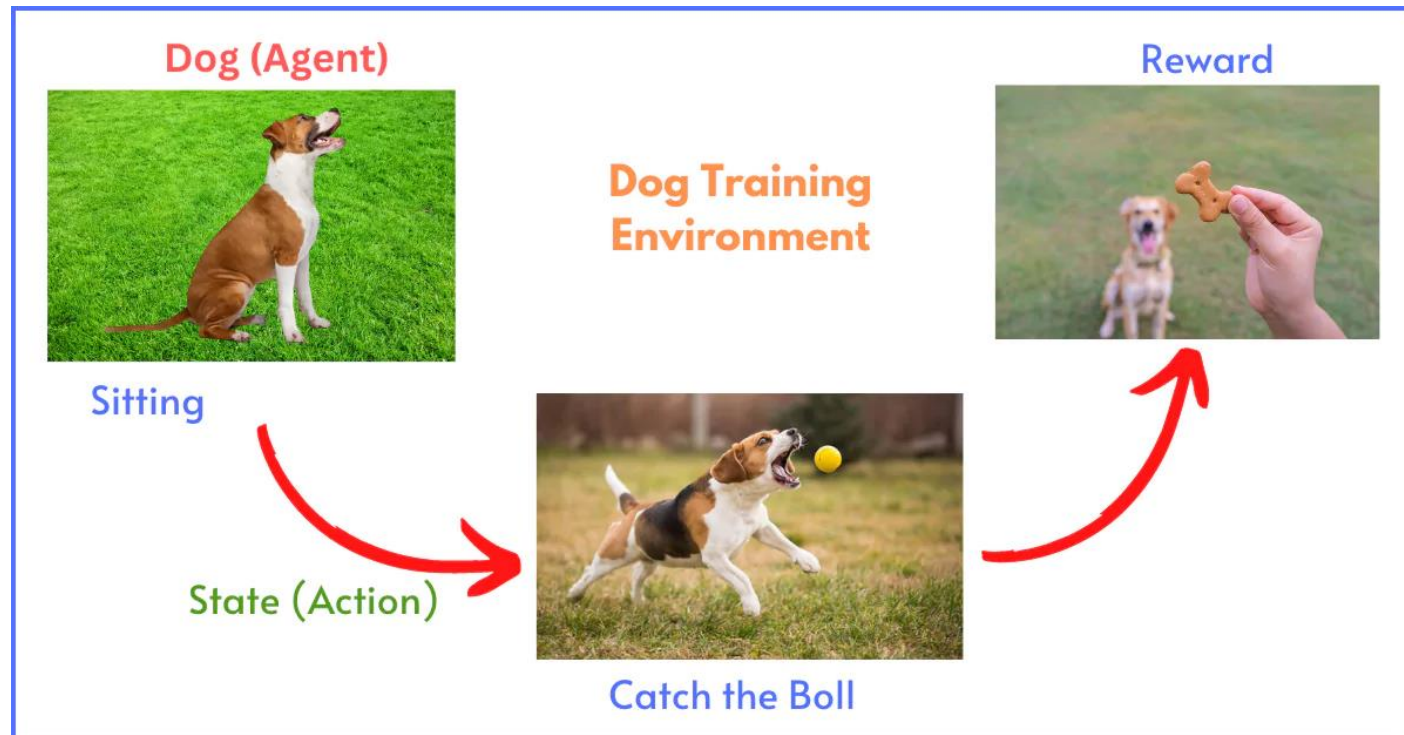 Dog (Agent)
Reward
Dog Training
Environment
Sitting
State (Action)
Catch the Boll